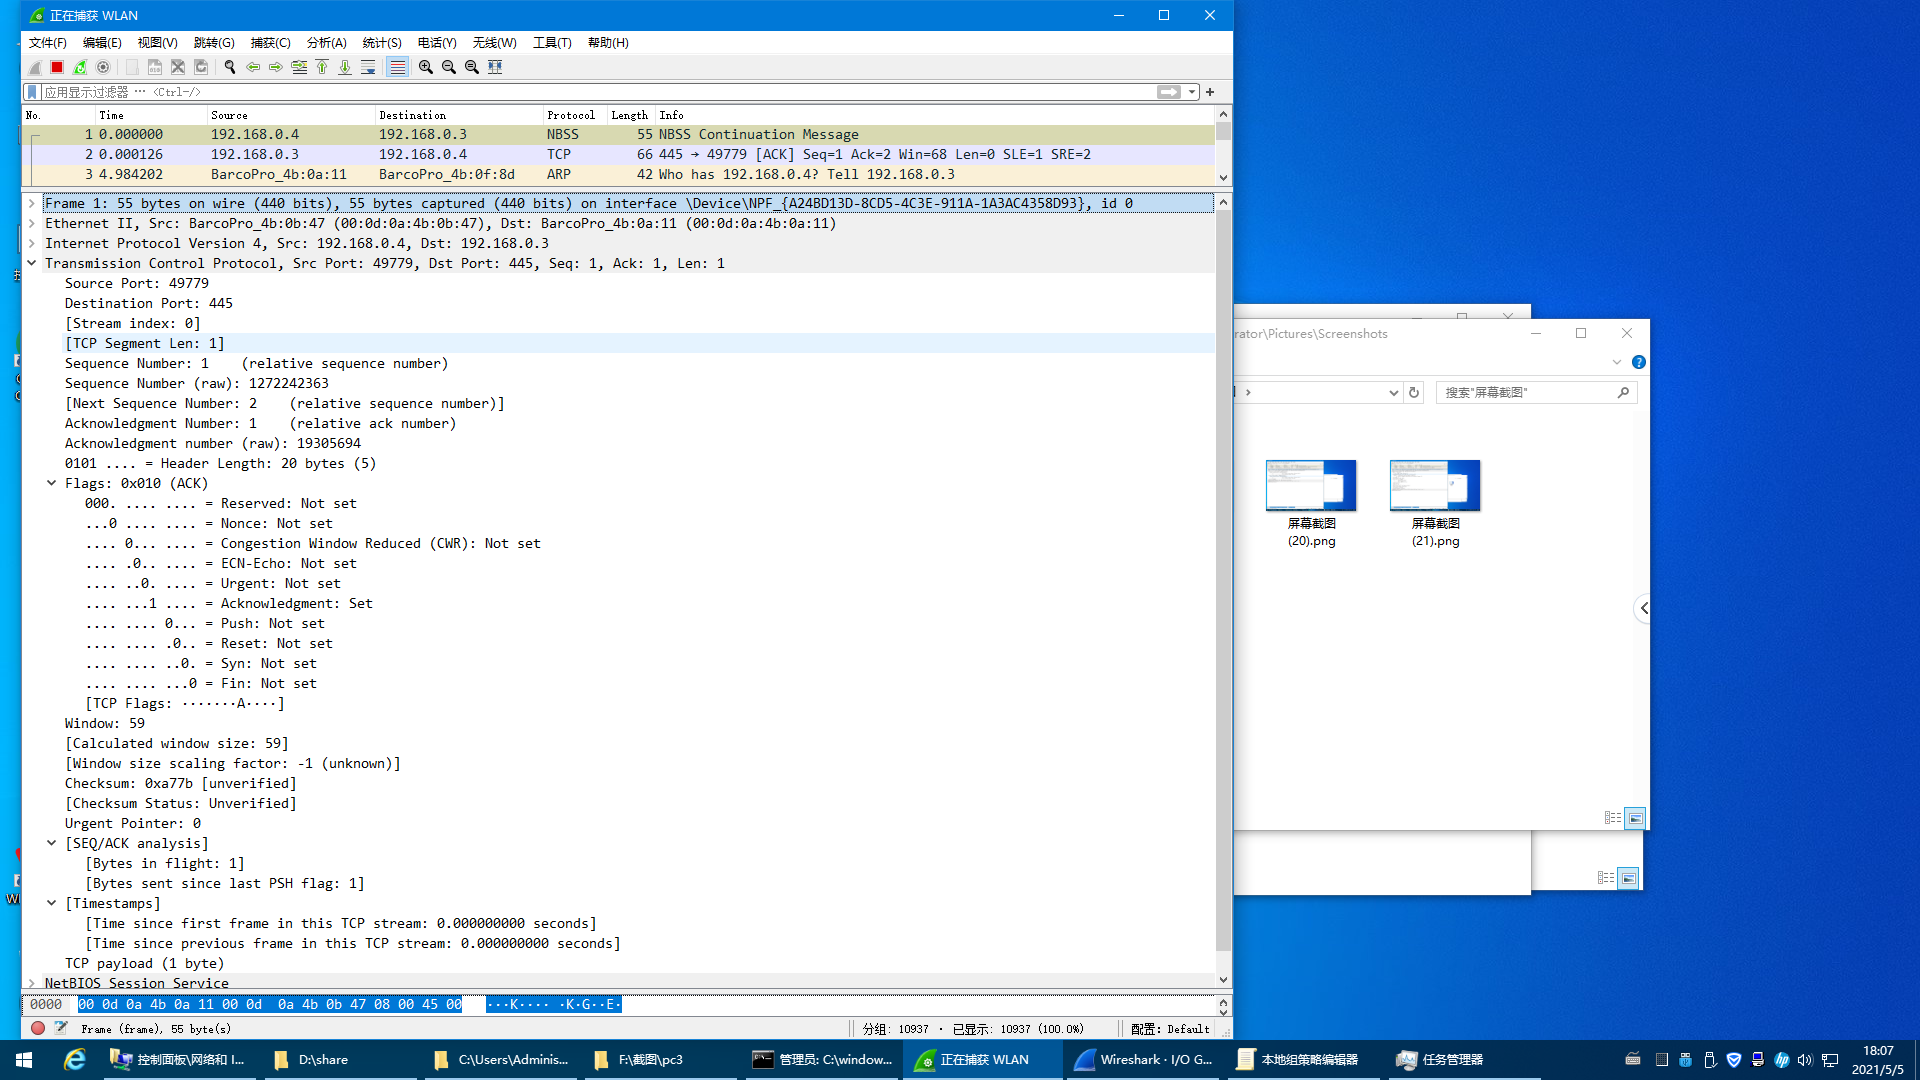 正在捕获 WLAN
文件(F) 编辑(E) 视图(V) 跳转(G) 捕获(C) 分析(A) 统计(S) 电话(Y) 无线(W) 工具(T) 帮助(H)
应用显示过滤器 … <Ctrl-/>
No. Time Source Destination Protocol Length Info
1 0.000000 192.168.0.4 192.168.0.3 NBSS 55 NBSS Continuation Message
2 0.000126 192.168.0.3 192.168.0.4 TCP 66 445 → 49779 [ACK] Seq=1 Ack=2 Win=68 Len=0 SLE=1 SRE=2
3 4.984202 BarcoPro_4b:0a:11 BarcoPro_4b:0f:8d ARP 42 Who has 192.168.0.4? Tell 192.168.0.3
Frame 1: 55 bytes on wire (440 bits), 55 bytes captured (440 bits) on interface \Device\NPF_{A24BD13D-8CD5-4C3E-911A-1A3AC4358D93}, id 0
Ethernet II, Src: BarcoPro_4b:0b:47 (00:0d:0a:4b:0b:47), Dst: BarcoPro_4b:0a:11 (00:0d:0a:4b:0a:11)
Internet Protocol Version 4, Src: 192.168.0.4, Dst: 192.168.0.3
Transmission Control Protocol, Src Port: 49779, Dst Port: 445, Seq: 1, Ack: 1, Len: 1
Source Port: 49779
Destination Port: 445
[Stream index: 0]
[TCP Segment Len: 1]
Sequence Number: 1 (relative sequence number)
Sequence Number (raw): 1272242363
[Next Sequence Number: 2 (relative sequence number)]
Acknowledgment Number: 1 (relative ack number)
Acknowledgment number (raw): 19305694
0101 .... = Header Length: 20 bytes (5)
Flags: 0x010 (ACK)
000. .... .... = Reserved: Not set
...0 .... .... = Nonce: Not set
.... 0... .... = Congestion Window Reduced (CWR): Not set
.... .0.. .... = ECN-Echo: Not set
.... ..0. .... = Urgent: Not set
.... ...1 .... = Acknowledgment: Set
.... .... 0... = Push: Not set
.... .... .0.. = Reset: Not set
.... .... ..0. = Syn: Not set
.... .... ...0 = Fin: Not set
[TCP Flags: ·······A····]
Window: 59
[Calculated window size: 59]
[Window size scaling factor: -1 (unknown)]
Checksum: 0xa77b [unverified]
[Checksum Status: Unverified]
Urgent Pointer: 0
[SEQ/ACK analysis]
[Bytes in flight: 1]
[Bytes sent since last PSH flag: 1]
[Timestamps]
[Time since first frame in this TCP stream: 0.000000000 seconds]
[Time since previous frame in this TCP stream: 0.000000000 seconds]
TCP payload (1 byte)
NetBIOS Session Service
0000 00 0d 0a 4b 0a 11 00 0d 0a 4b 0b 47 08 00 45 00 ···K···· ·K·G··E·
Frame (frame), 55 byte(s) 分组: 10937 · 已显示: 10937 (100.0%) 配置: Default
rator\Pictures\Screenshots
搜索"屏幕截图"
屏幕截图 (20).png
屏幕截图 (21).png
控制面板\网络和 I...
D:\share
C:\Users\Adminis...
F:\截图\pc3
管理员: C:\window...
正在捕获 WLAN
Wireshark · I/O G...
本地组策略编辑器
任务管理器
18:07
2021/5/5